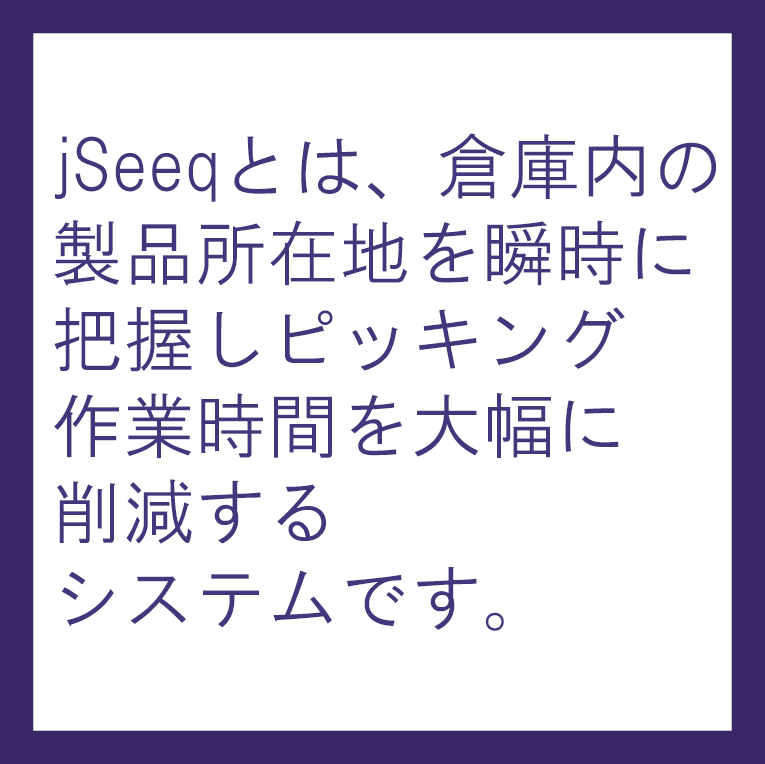 jSeeqとは、倉庫内の
製品所在地を瞬時に
把握しピッキング
作業時間を大幅に
削減する
システムです。